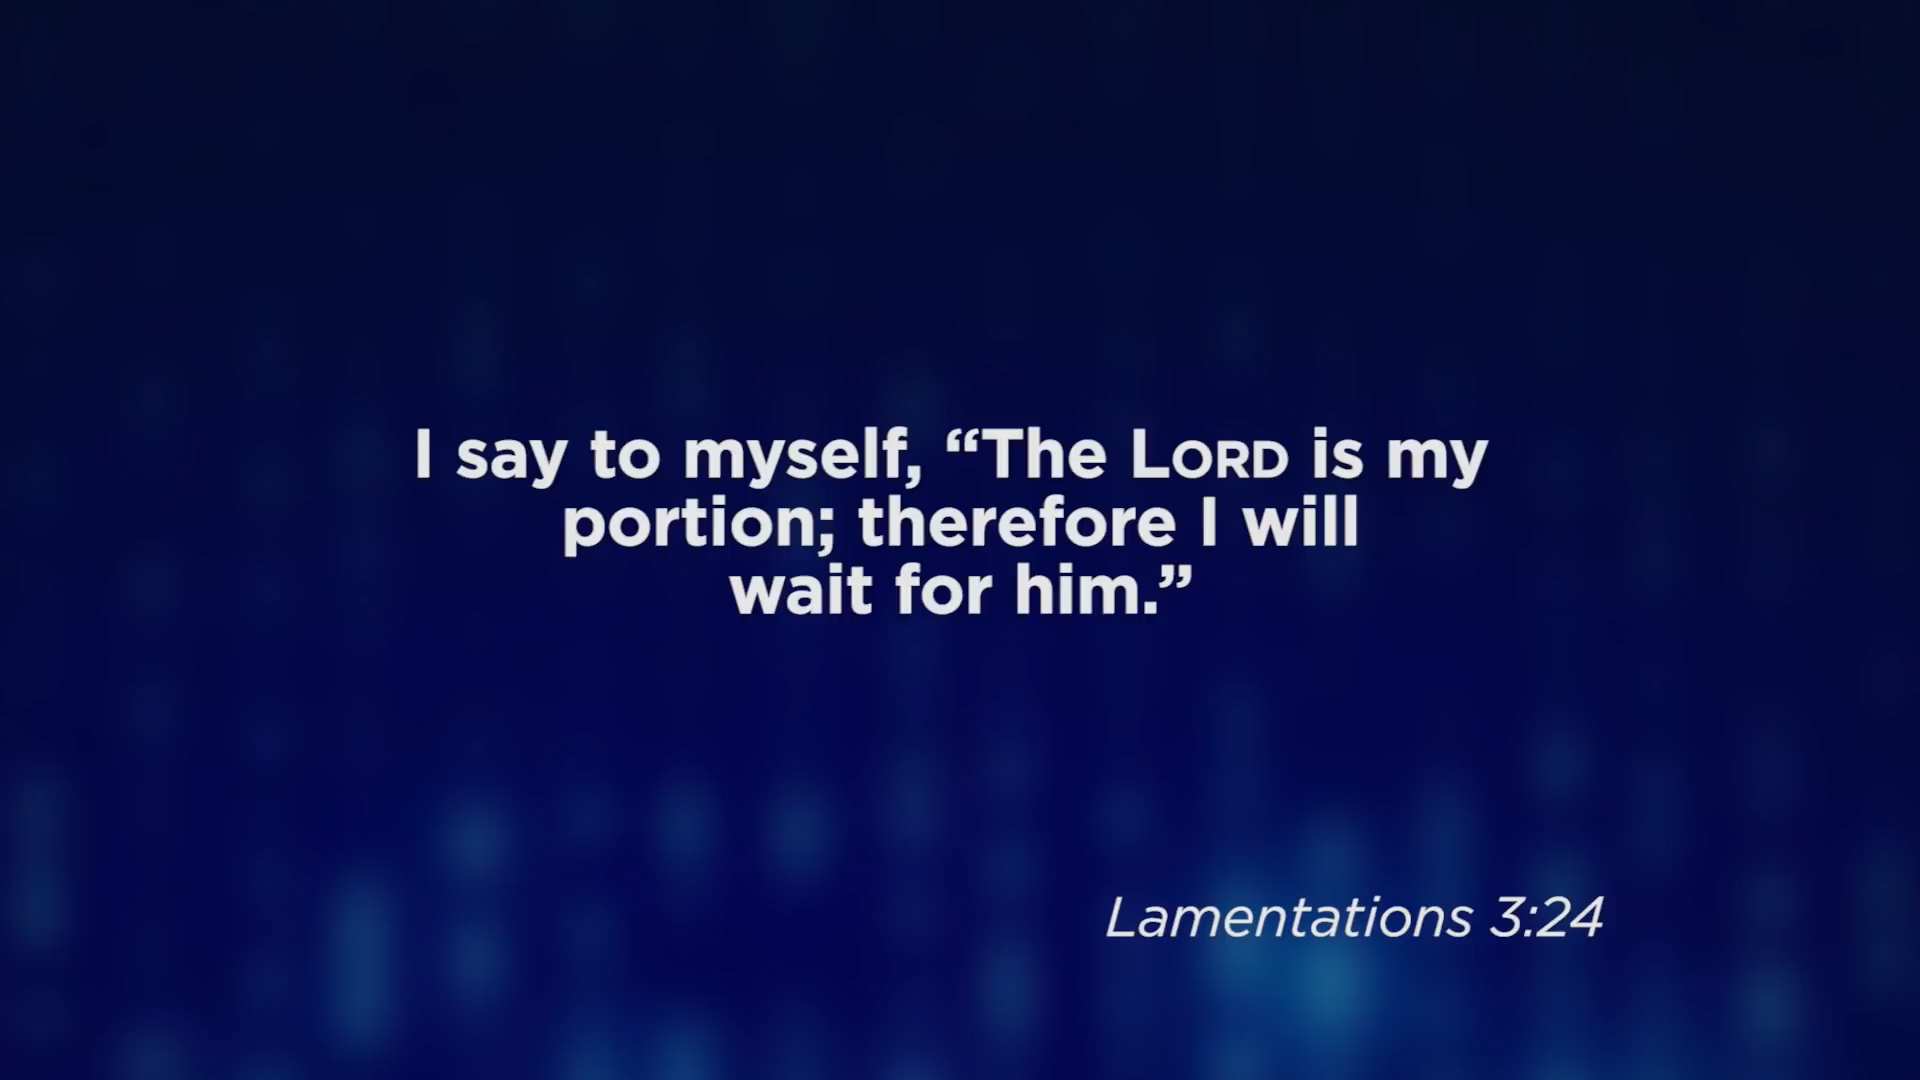 I say to myself, “The LORD is my
portion; therefore I will
wait for him.”
Lamentations 3:24